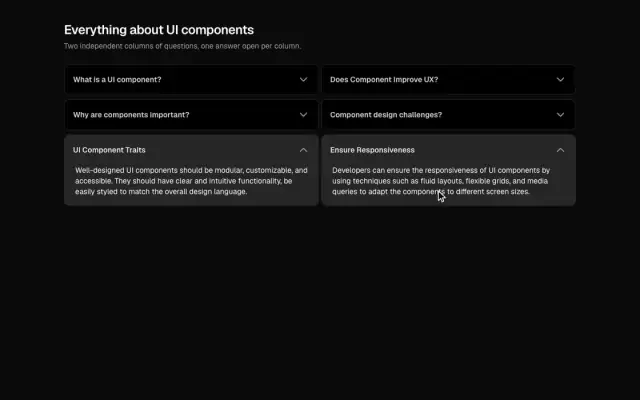 Everything about UI components
Two independent columns of questions, one answer open per column.
What is a UI component?
Why are components important?
UI Component Traits
Well-designed UI components should be modular, customizable, and
accessible. They should have clear and intuitive functionality, be
easily styled to match the overall design language.
Does Component Improve UX?
Component design challenges?
Ensure Responsiveness
Developers can ensure the responsiveness of UI components by
using techniques such as fluid layouts, flexible grids, and media
queries to adapt the components to different screen sizes.